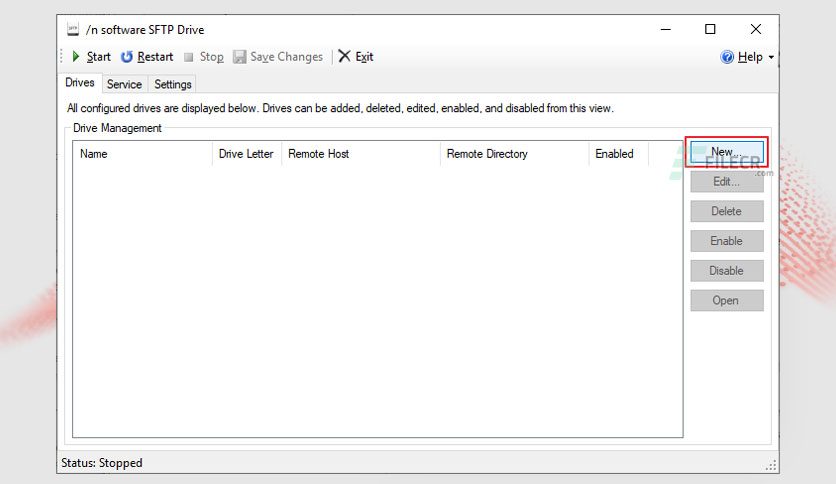 SFTP /n software SFTP Drive
Start Restart Stop Save Changes Exit Help
Drives Service Settings
All configured drives are displayed below. Drives can be added, deleted, edited, enabled, and disabled from this view.
Drive Management
Name Drive Letter Remote Host Remote Directory Enabled
New...
FILECR
.com
Edit...
Delete
Enable
Disable
Open
Status: Stopped